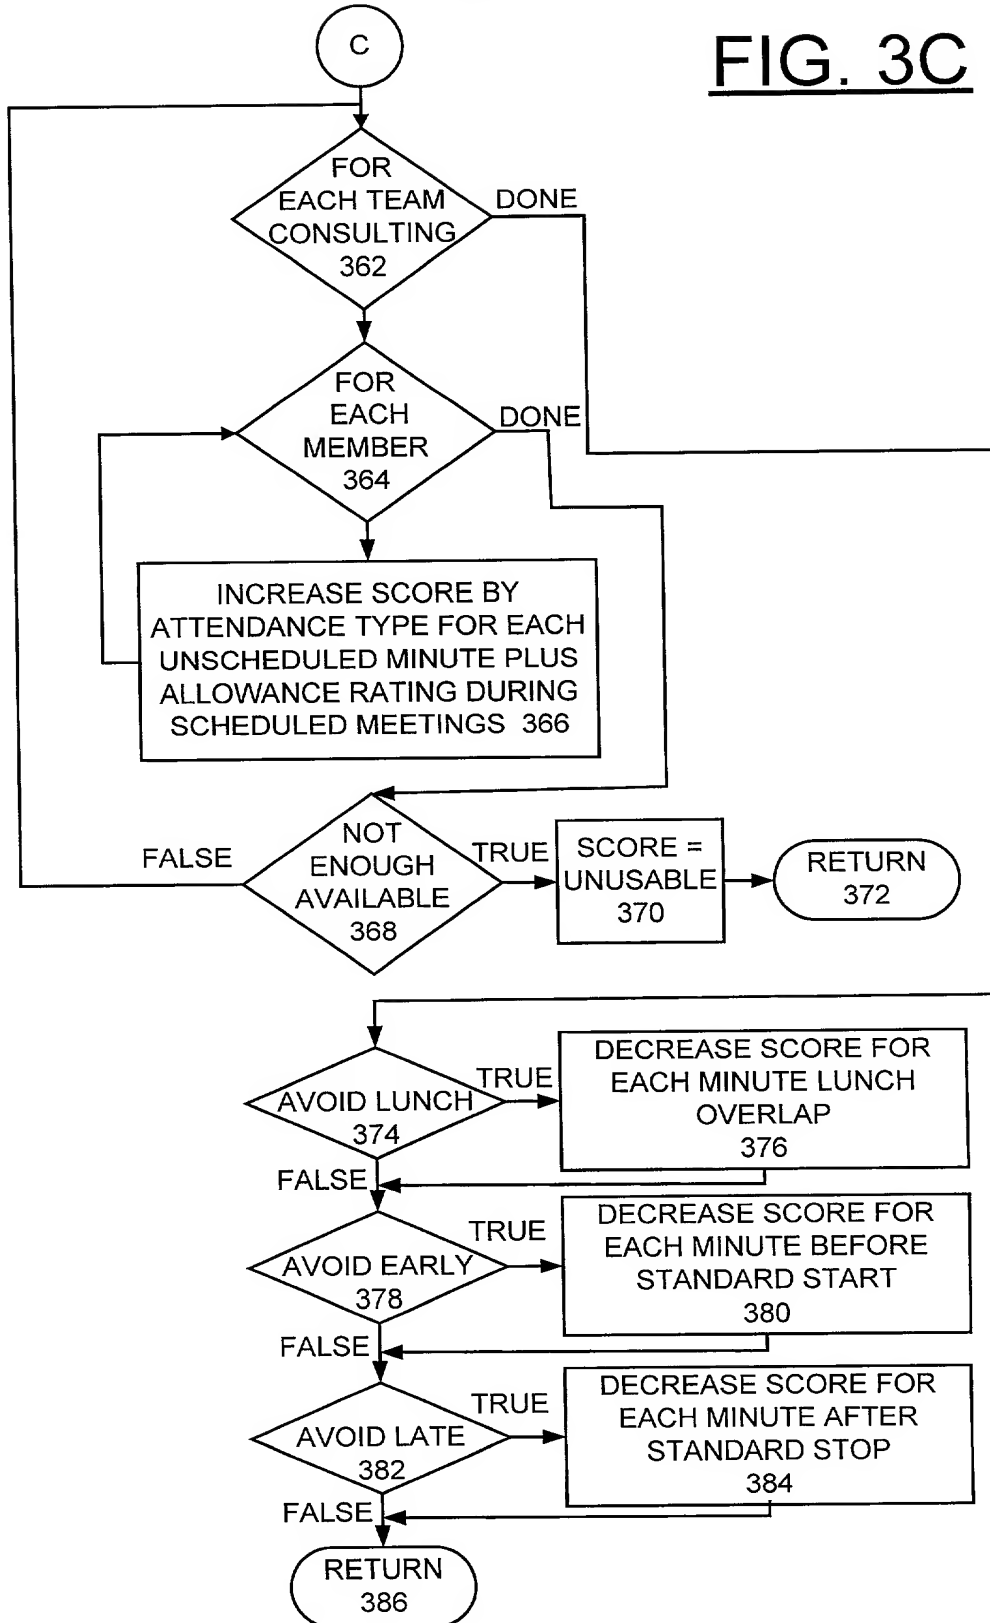 C
FIG. 3C
FOR
EACH TEAM
CONSULTING
362
DONE
FOR
EACH
MEMBER
364
DONE
INCREASE SCORE BY
ATTENDANCE TYPE FOR EACH
UNSCHEDULED MINUTE PLUS
ALLOWANCE RATING DURING
SCHEDULED MEETINGS 366
FALSE
NOT
ENOUGH
AVAILABLE
368
TRUE
SCORE =
UNUSABLE
370
RETURN
372
AVOID LUNCH
374
TRUE
DECREASE SCORE FOR
EACH MINUTE LUNCH
OVERLAP
376
FALSE
AVOID EARLY
378
TRUE
DECREASE SCORE FOR
EACH MINUTE BEFORE
STANDARD START
380
FALSE
AVOID LATE
382
TRUE
DECREASE SCORE FOR
EACH MINUTE AFTER
STANDARD STOP
384
FALSE
RETURN
386